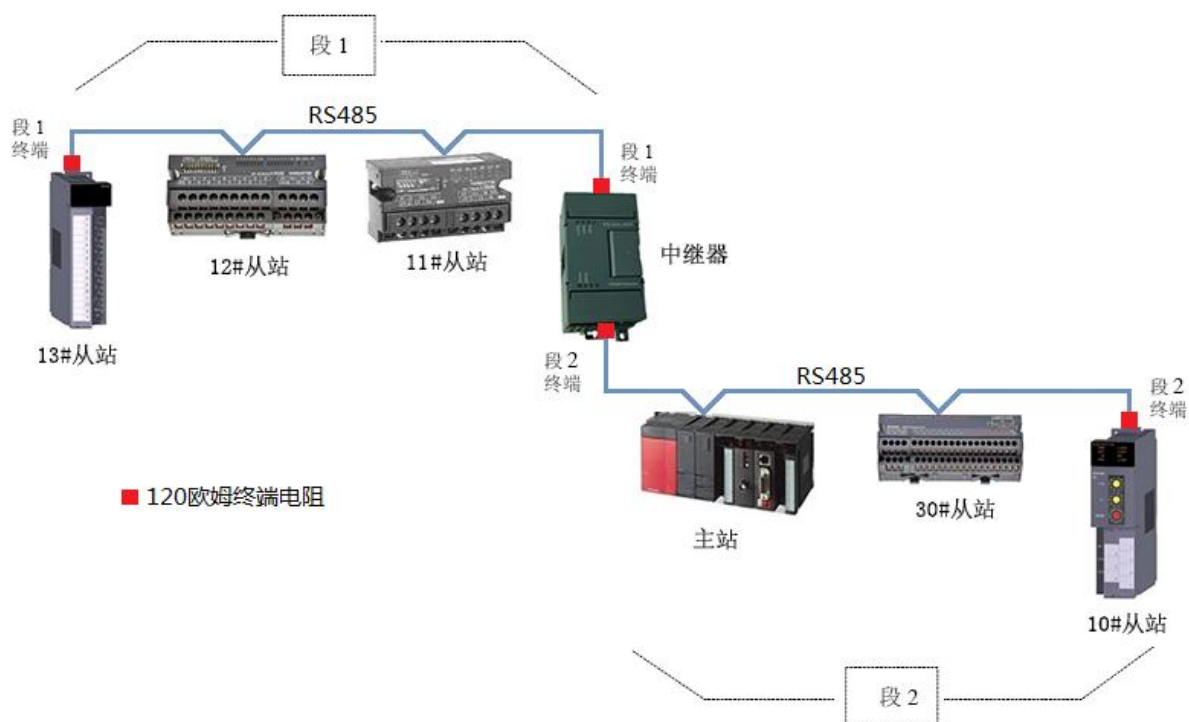 段 1
RS485
段 1
终端
段 1
终端
12#从站
11#从站
中继器
13#从站
段 2
终端
RS485
段 2
终端
120欧姆终端电阻
主站
30#从站
10#从站
段 2